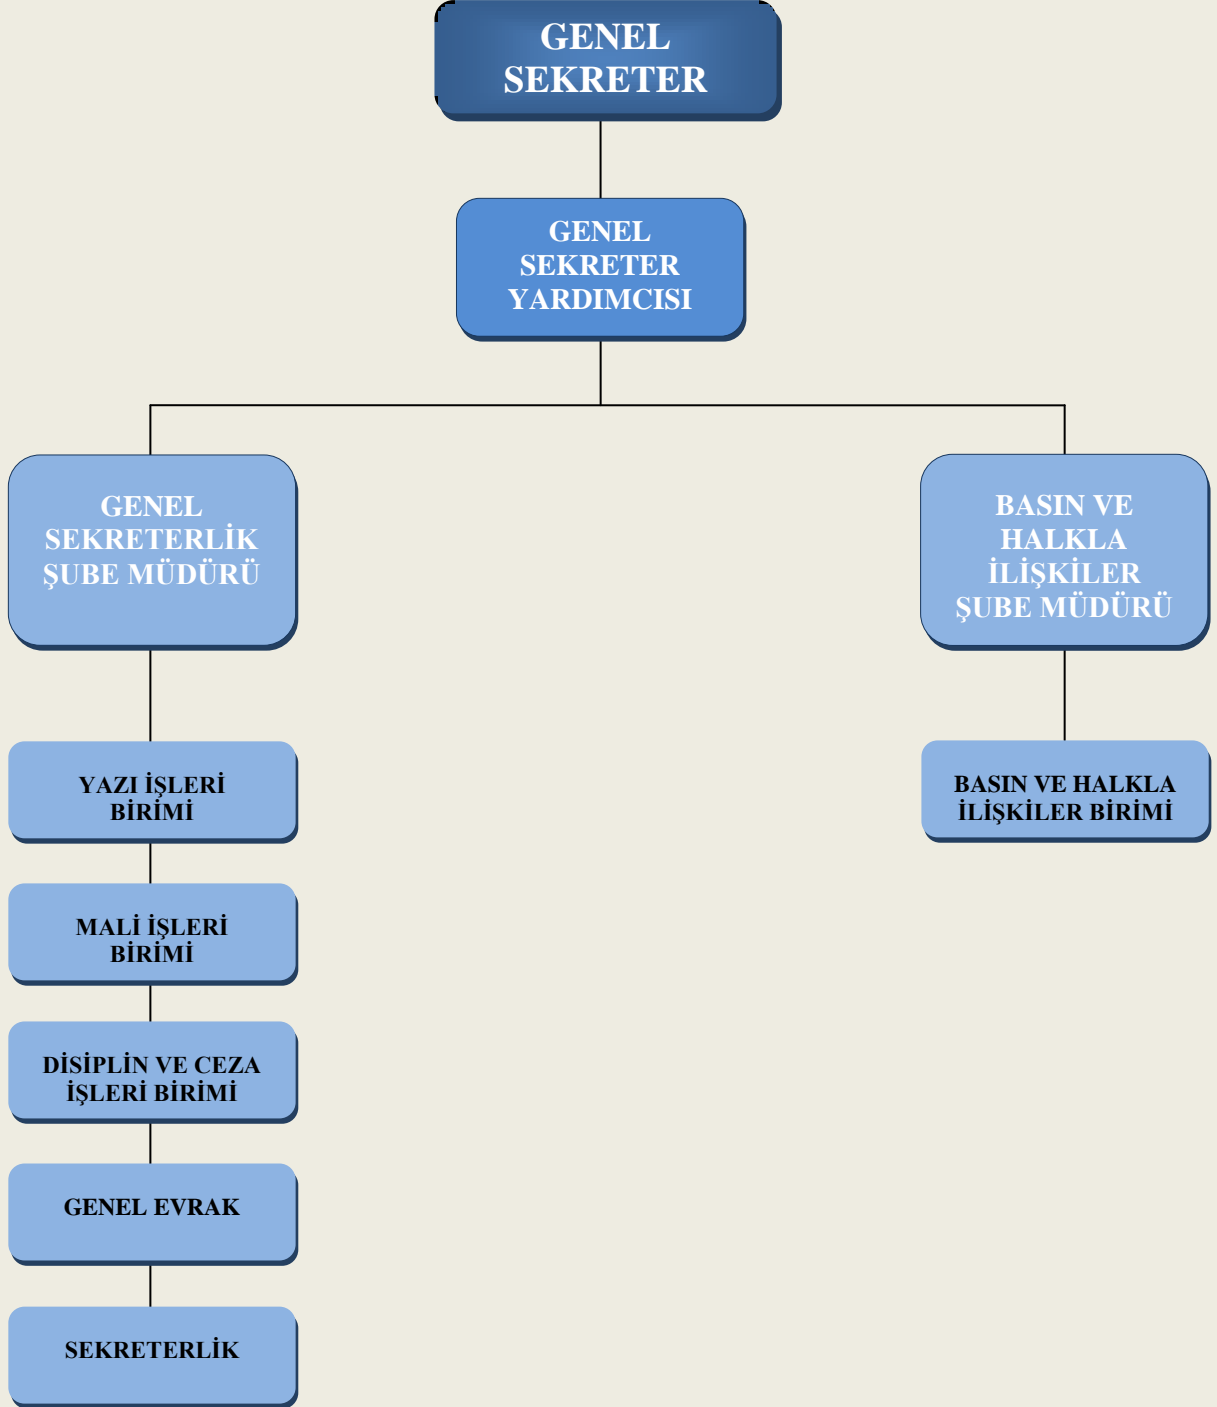 GENEL
SEKRETER
GENEL
SEKRETER
YARDIMCISI
GENEL
SEKRETERLİK
ŞUBE MÜDÜRÜ
BASIN VE
HALKLA
İLİŞKİLER
ŞUBE MÜDÜRÜ
YAZI İŞLERİ
BİRİMİ
BASIN VE HALKLA
İLİŞKİLER BİRİMİ
MALİ İŞLERİ
BİRİMİ
DİSİPLİN VE CEZA
İŞLERİ BİRİMİ
GENEL EVRAK
SEKRETERLİK